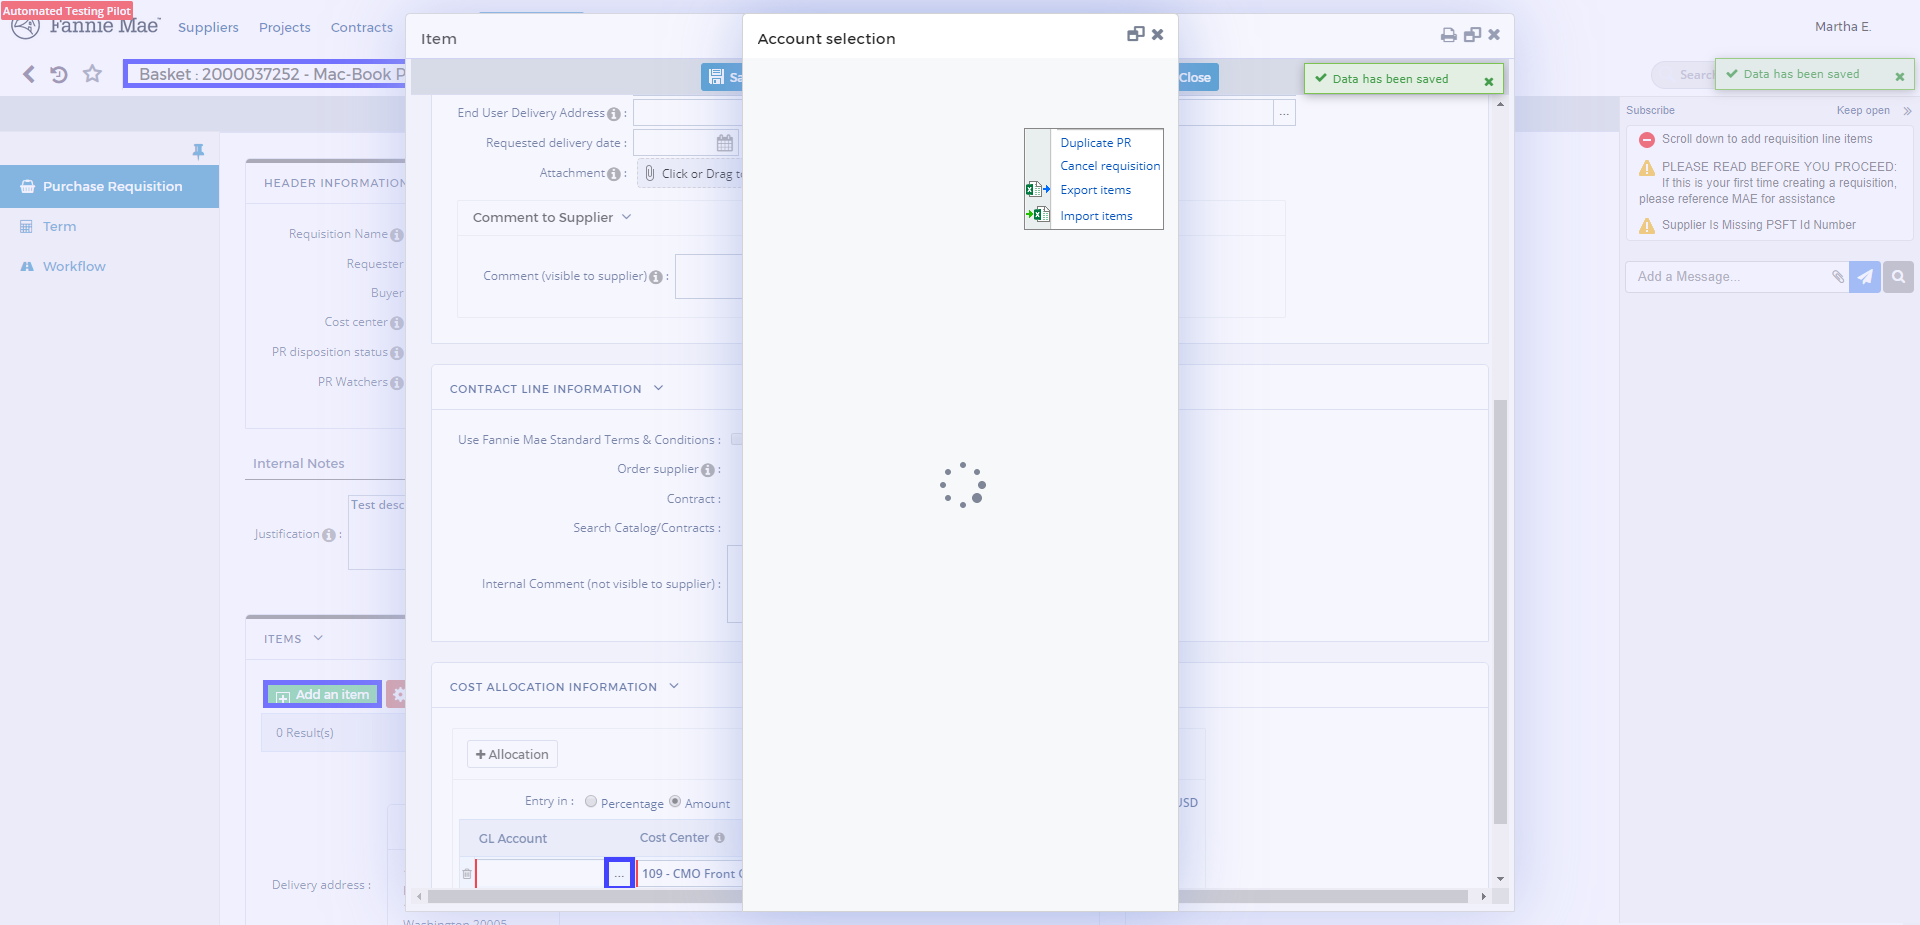 Automated Testing Pilot
Fannie Mae
Suppliers
Projects
Contracts
Martha E.
Basket : 2000037252 - Mac-Book P
Search
Data has been saved
Item
Account selection
Sa
Close
Data has been saved
Subscribe
Keep open
Scroll down to add requisition line items
PLEASE READ BEFORE YOU PROCEED:
If this is your first time creating a requisition,
please reference MAE for assistance
Supplier Is Missing PSFT Id Number
Add a Message...
Purchase Requisition
Term
Workflow
HEADER INFORMATION
Requisition Name
Requester
Buyer
Cost center
PR disposition status
PR Watchers
Internal Notes
Test desc
Justification :
ITEMS
Add an item
0 Result(s)
Delivery address :
Washington 20005
End User Delivery Address :
...
Requested delivery date :
Attachment :
Click or Drag to
Comment to Supplier
Comment (visible to supplier) :
Duplicate PR
Cancel requisition
Export items
Import items
CONTRACT LINE INFORMATION
Use Fannie Mae Standard Terms & Conditions :
Order supplier :
Contract :
Search Catalog/Contracts :
Internal Comment (not visible to supplier) :
COST ALLOCATION INFORMATION
Allocation
Entry in :
Percentage
Amount
USD
GL Account
Cost Center
...
109 - CMO Front